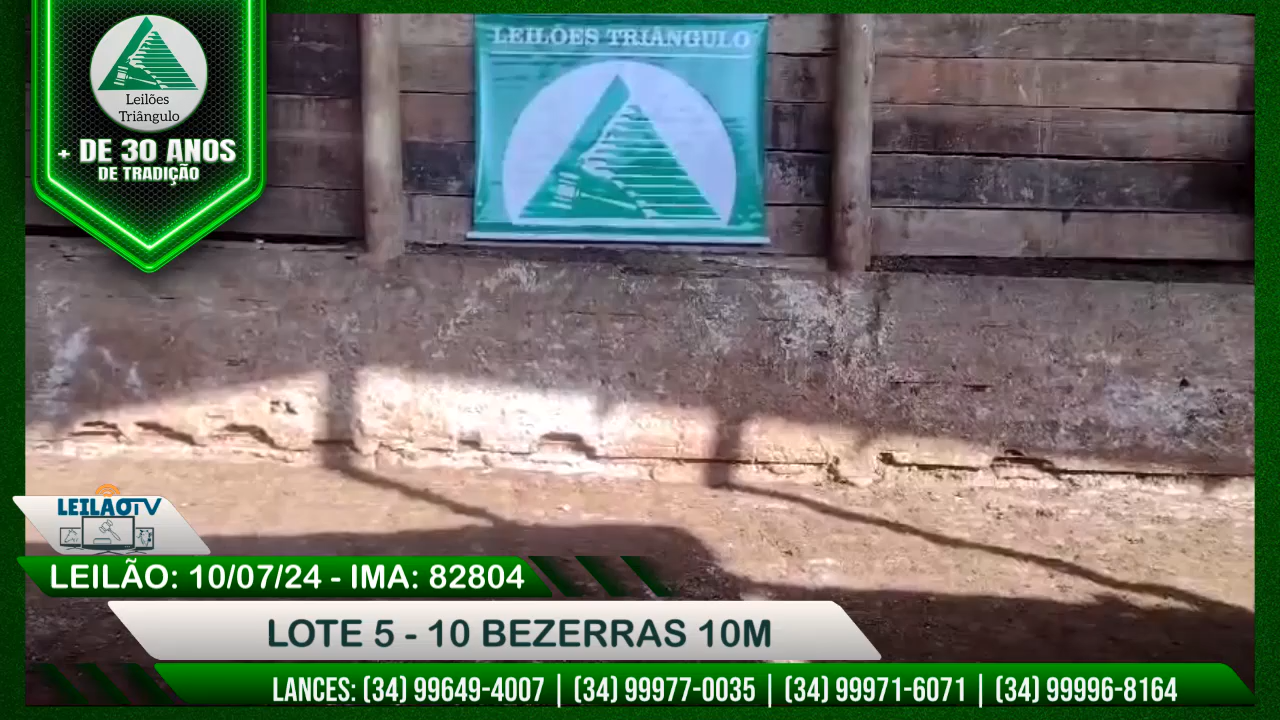 LEILÕES TRIÂNGULO
Leilões
Triângulo
+ DE 30 ANOS
DE TRADIÇÃO
LEILÃOTV
LEILÃO: 10/07/24 - IMA: 82804
LOTE 5 - 10 BEZERRAS 10M
LANCES: (34) 99649-4007 | (34) 99977-0035 | (34) 99971-6071 | (34) 99996-8164